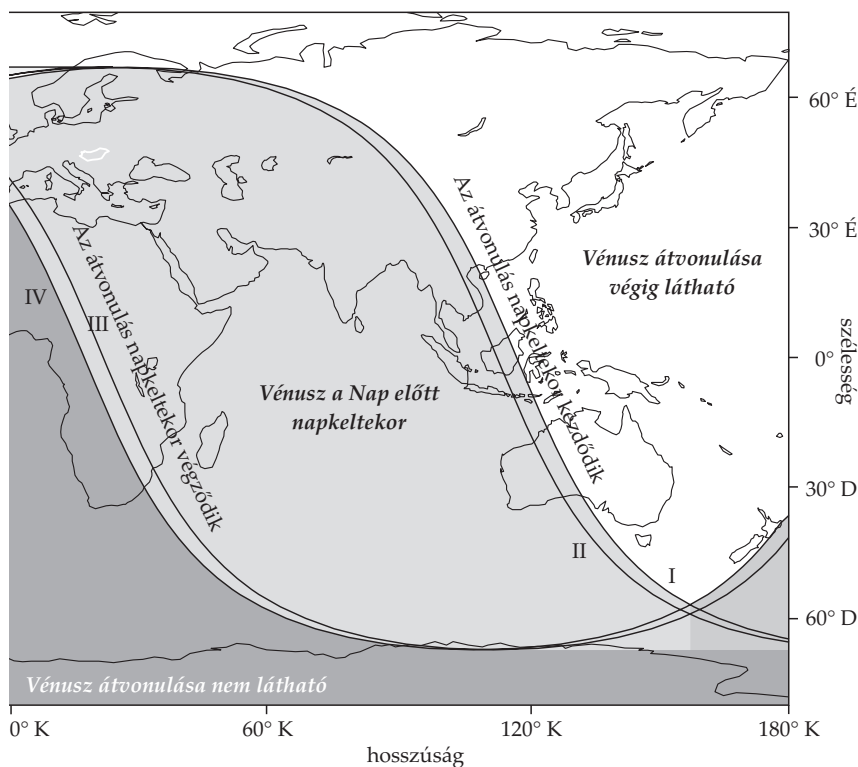 60° É
Az átvonulás napkeltekor kezdődik
30° É
Az átvonulás napkeltekor végződik
Vénusz átvonulása
végig látható
IV
III
0°
szélesség
Vénusz a Nap előtt
napkeltekor
30° D
II
I
60° D
Vénusz átvonulása nem látható
0° K
60° K
120° K
180° K
hosszúság